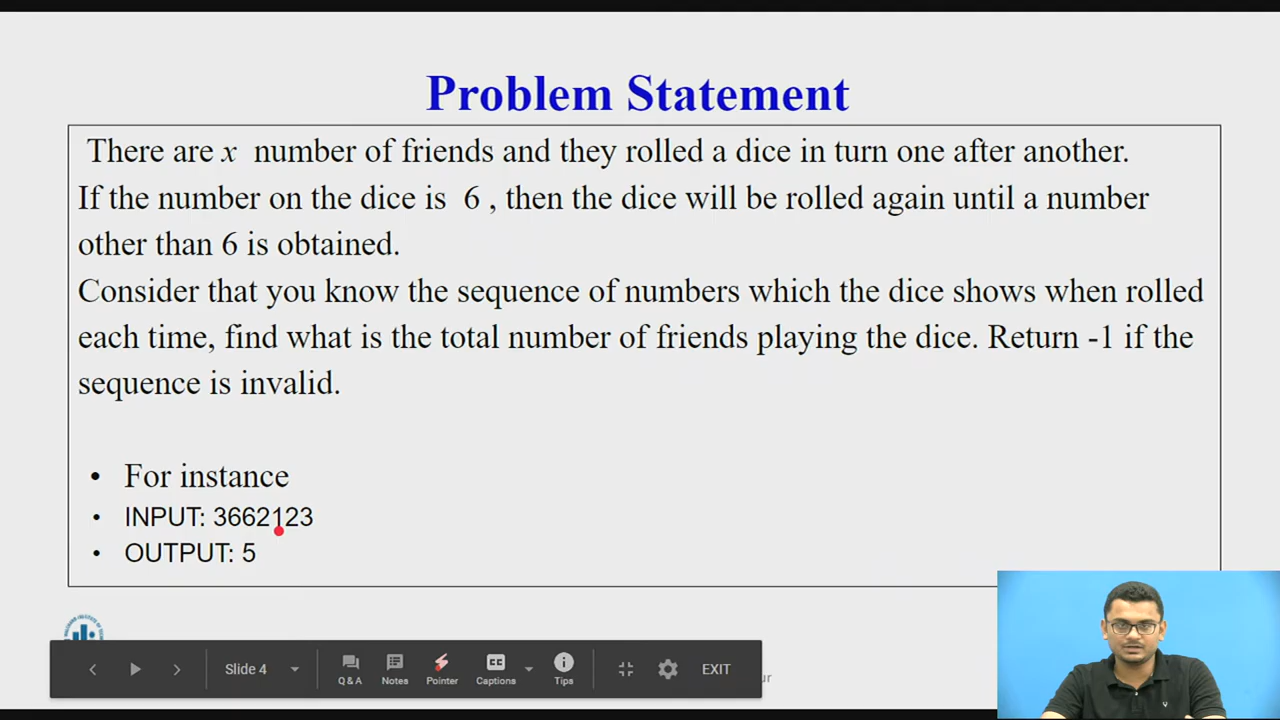 Problem Statement
There are x number of friends and they rolled a dice in turn one after another.
If the number on the dice is 6 , then the dice will be rolled again until a number
other than 6 is obtained.
Consider that you know the sequence of numbers which the dice shows when rolled
each time, find what is the total number of friends playing the dice. Return -1 if the
sequence is invalid.
• For instance
• INPUT: 3662123
• OUTPUT: 5
Slide 4
Q & A
Notes
Pointer
CC
Captions
Tips
EXIT
ur